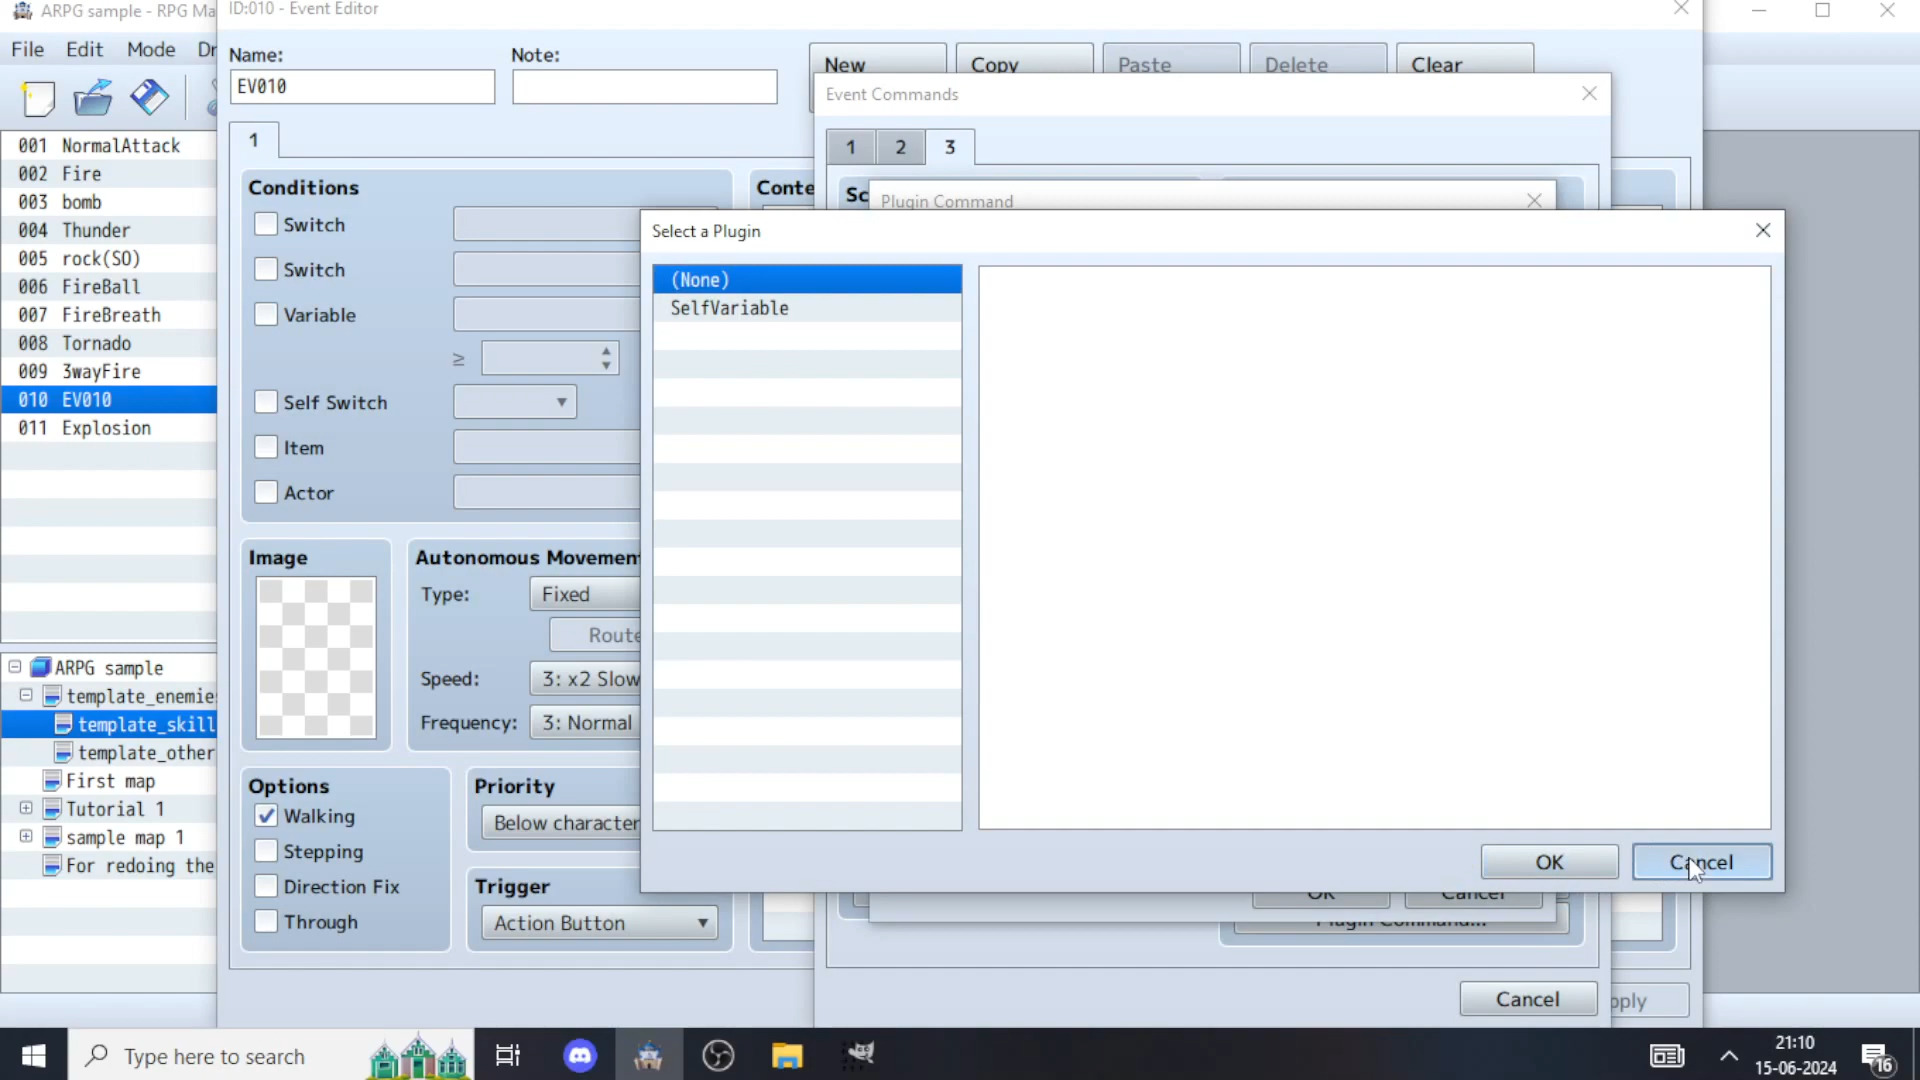 ARPG sample - RPG Ma
ID:010 - Event Editor
File Edit Mode Dr
Name:
Note:
EV010
New
Copy
Paste
Delete
Clear
Event Commands
1
1 2 3
001 NormalAttack
002 Fire
003 bomb
004 Thunder
005 rock(SO)
006 FireBall
007 FireBreath
008 Tornado
009 3wayFire
010 EV010
011 Explosion
Conditions
Switch
Switch
Variable
≥
Self Switch
Item
Actor
Conte
Sc
Plugin Command
Select a Plugin
(None)
SelfVariable
OK
Cancel
Image
Autonomous Movemen
Type:
Fixed
Route
Speed:
3: x2 Slow
Frequency:
3: Normal
Options
Walking
Stepping
Direction Fix
Through
Priority
Below character
Trigger
Action Button
OK
Cancel
Plugin Command...
Cancel
pply
ARPG sample
template_enemies
template_skill
template_other
First map
Tutorial 1
sample map 1
For redoing the
Type here to search
21:10
15-06-2024
16